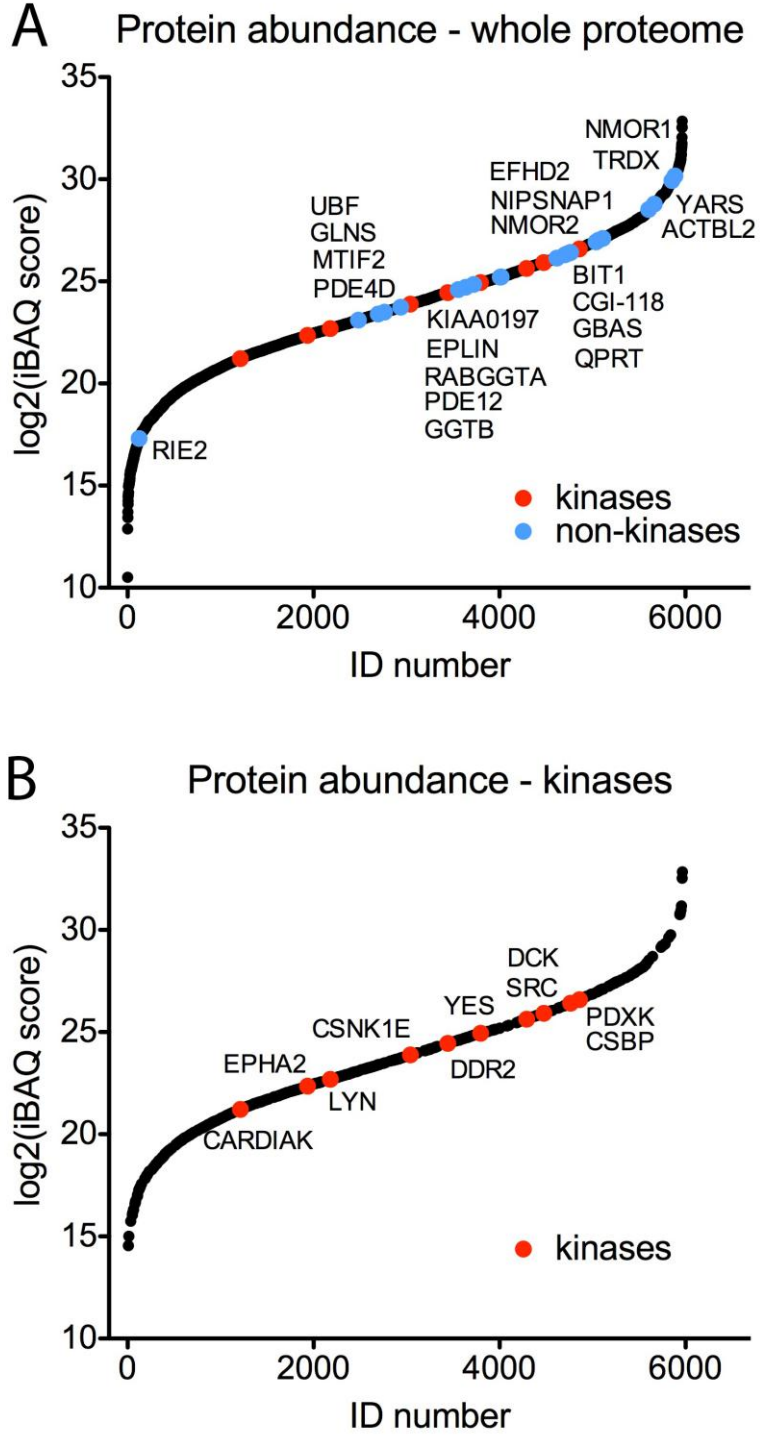 A Protein abundance - whole proteome
35
30
25
20
15
10
log2(iBAQ score)
NMOR1
TRDX
EFHD2
NIPSNAP1
NMOR2
YARS
ACTBL2
UBF
GLNS
MTIF2
PDE4D
BIT1
CGI-118
GBAS
QPRT
KIAA0197
EPLIN
RABGGTA
PDE12
GGTB
RIE2
kinases
non-kinases
0 2000 4000 6000
ID number
B Protein abundance - kinases
35
30
25
20
15
10
log2(iBAQ score)
DCK
SRC
YES
CSNK1E
EPHA2
PDXK
CSBP
DDR2
LYN
CARDIAK
kinases
0 2000 4000 6000
ID number